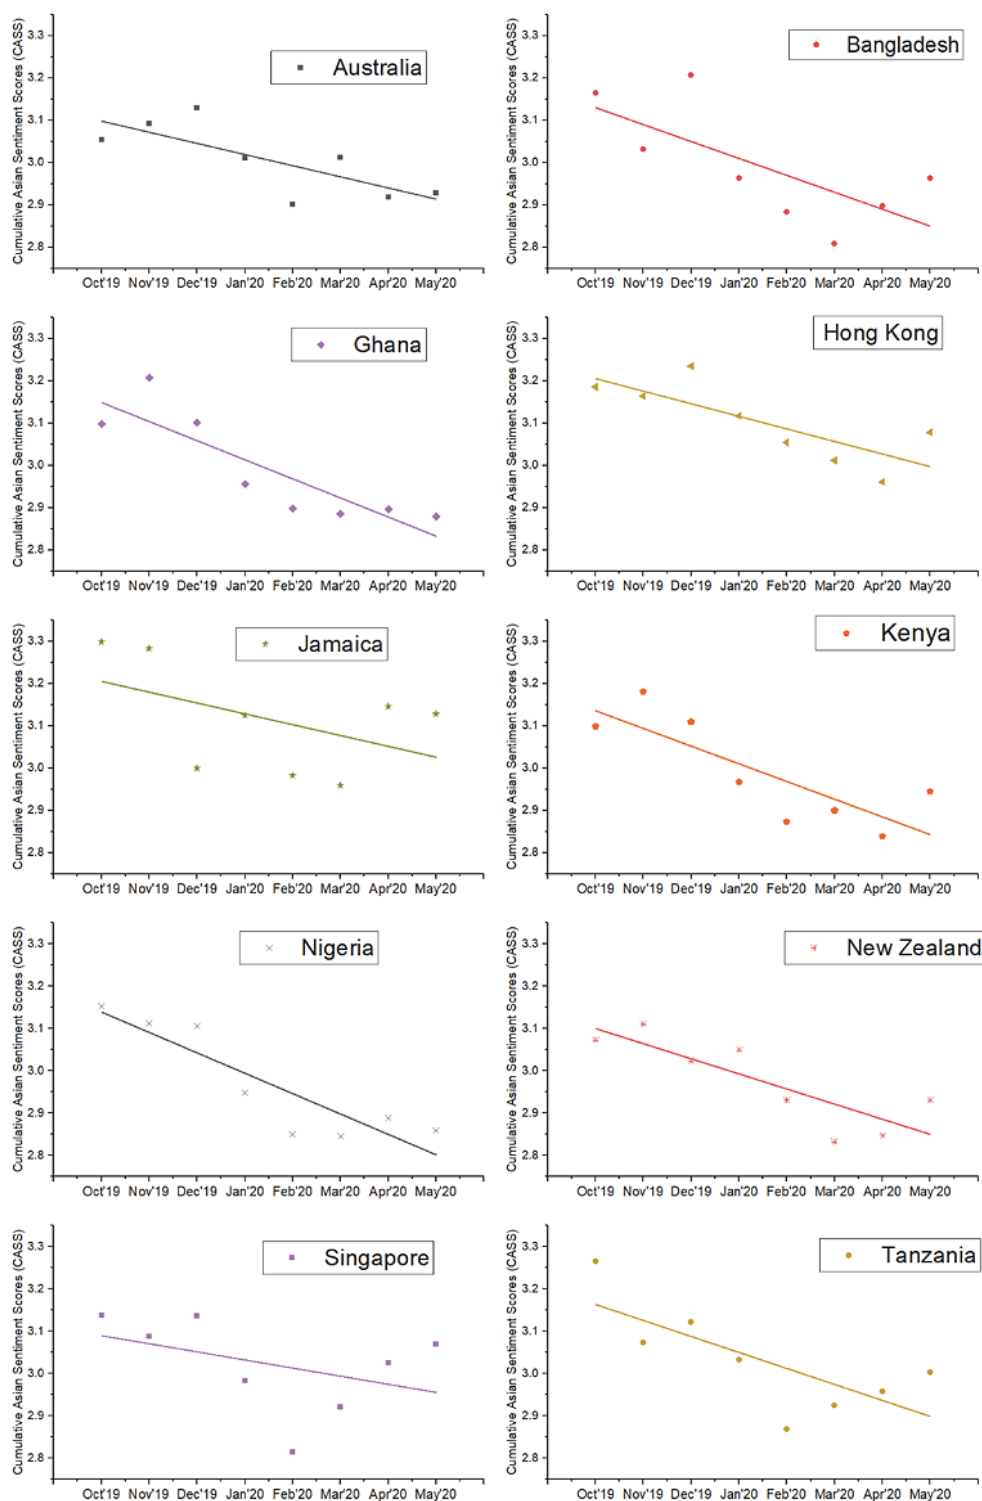 Cumulative Asian Sentiment Scores (CASS)
3.3
3.2
3.1
3.0
2.9
2.8
Australia
Oct'19 Nov'19 Dec'19 Jan'20 Feb'20 Mar'20 Apr'20 May'20
Cumulative Asian Sentiment Scores (CASS)
3.3
3.2
3.1
3.0
2.9
2.8
Bangladesh
Oct'19 Nov'19 Dec'19 Jan'20 Feb'20 Mar'20 Apr'20 May'20
Cumulative Asian Sentiment Scores (CASS)
3.3
3.2
3.1
3.0
2.9
2.8
Ghana
Oct'19 Nov'19 Dec'19 Jan'20 Feb'20 Mar'20 Apr'20 May'20
Cumulative Asian Sentiment Scores (CASS)
3.3
3.2
3.1
3.0
2.9
2.8
Hong Kong
Oct'19 Nov'19 Dec'19 Jan'20 Feb'20 Mar'20 Apr'20 May'20
Cumulative Asian Sentiment Scores (CASS)
3.3
3.2
3.1
3.0
2.9
2.8
Jamaica
Oct'19 Nov'19 Dec'19 Jan'20 Feb'20 Mar'20 Apr'20 May'20
Cumulative Asian Sentiment Scores (CASS)
3.3
3.2
3.1
3.0
2.9
2.8
Kenya
Oct'19 Nov'19 Dec'19 Jan'20 Feb'20 Mar'20 Apr'20 May'20
Cumulative Asian Sentiment Scores (CASS)
3.3
3.2
3.1
3.0
2.9
2.8
Nigeria
Oct'19 Nov'19 Dec'19 Jan'20 Feb'20 Mar'20 Apr'20 May'20
Cumulative Asian Sentiment Scores (CASS)
3.3
3.2
3.1
3.0
2.9
2.8
New Zealand
Oct'19 Nov'19 Dec'19 Jan'20 Feb'20 Mar'20 Apr'20 May'20
Cumulative Asian Sentiment Scores (CASS)
3.3
3.2
3.1
3.0
2.9
2.8
Singapore
Oct'19 Nov'19 Dec'19 Jan'20 Feb'20 Mar'20 Apr'20 May'20
Cumulative Asian Sentiment Scores (CASS)
3.3
3.2
3.1
3.0
2.9
2.8
Tanzania
Oct'19 Nov'19 Dec'19 Jan'20 Feb'20 Mar'20 Apr'20 May'20